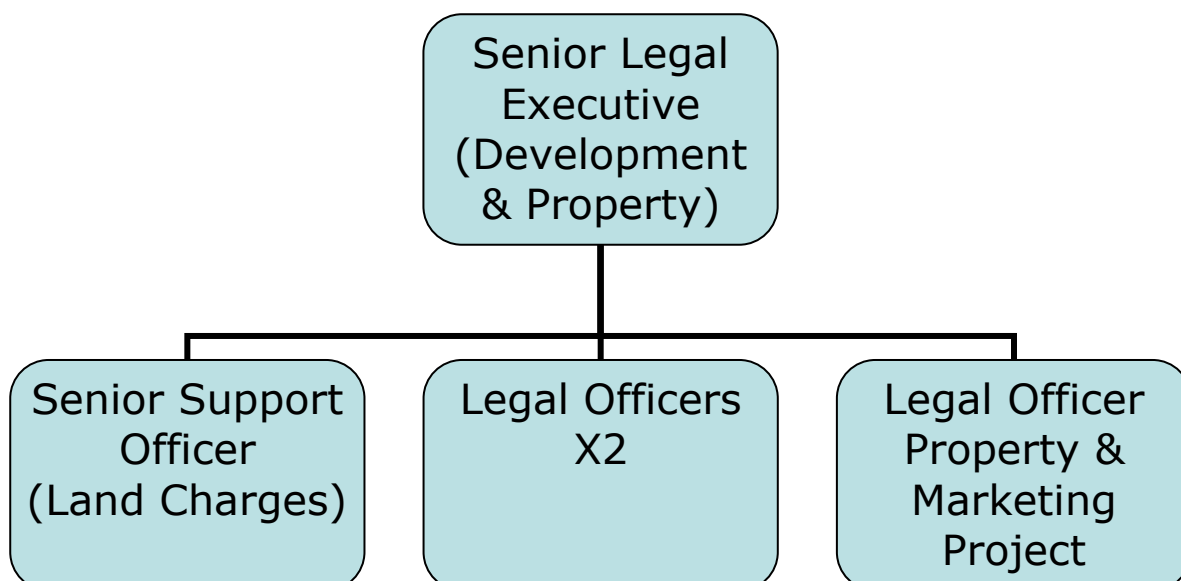 Senior Legal
Executive
(Development
& Property)
Senior Support
Officer
(Land Charges)
Legal Officers
X2
Legal Officer
Property &
Marketing
Project